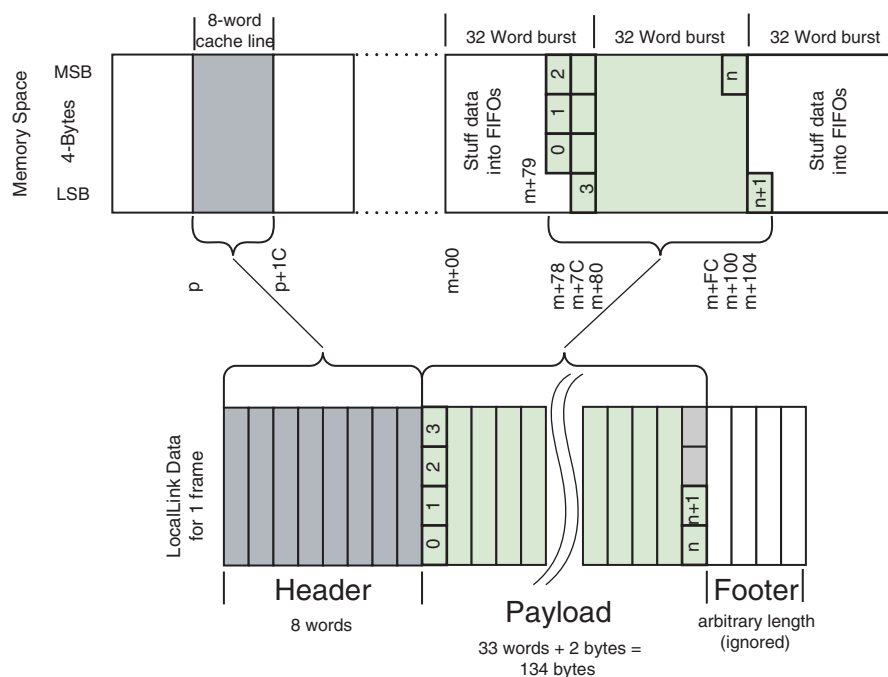 8-word
cache line
32 Word burst
32 Word burst
32 Word burst
Memory Space
MSB
4-Bytes
LSB
Stuff data
into FIFOs
m+79
2
1
0
3
n
n+1
Stuff data
into FIFOs
p
p+1C
m+00
m+78
m+7C
m+80
m+FC
m+100
m+104
LocalLink Data
for 1 frame
3
2
1
0
n+1
n
Header
8 words
Payload
33 words + 2 bytes =
134 bytes
Footer
arbitrary length
(ignored)